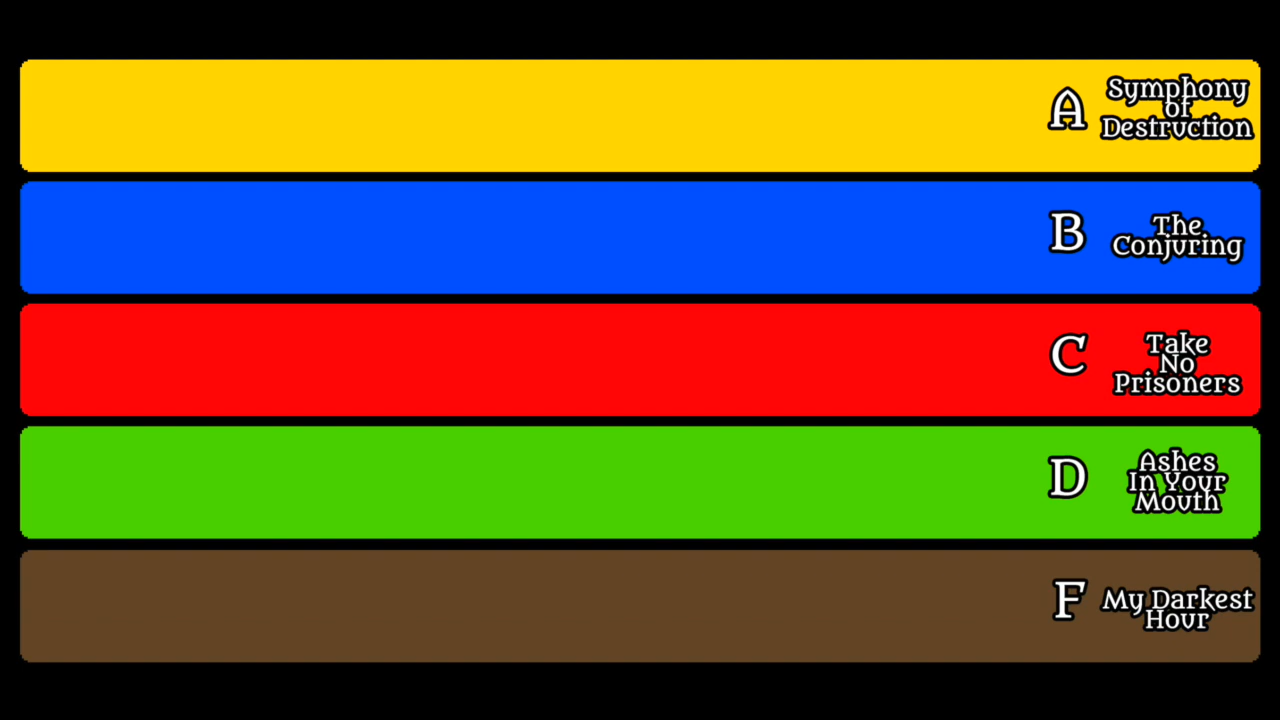 A
Symphony
of
Destruction
B
The
Conjuring
C
Take
No
Prisoners
D
Ashes
In Your
Mouth
F
My Darkest
Hour